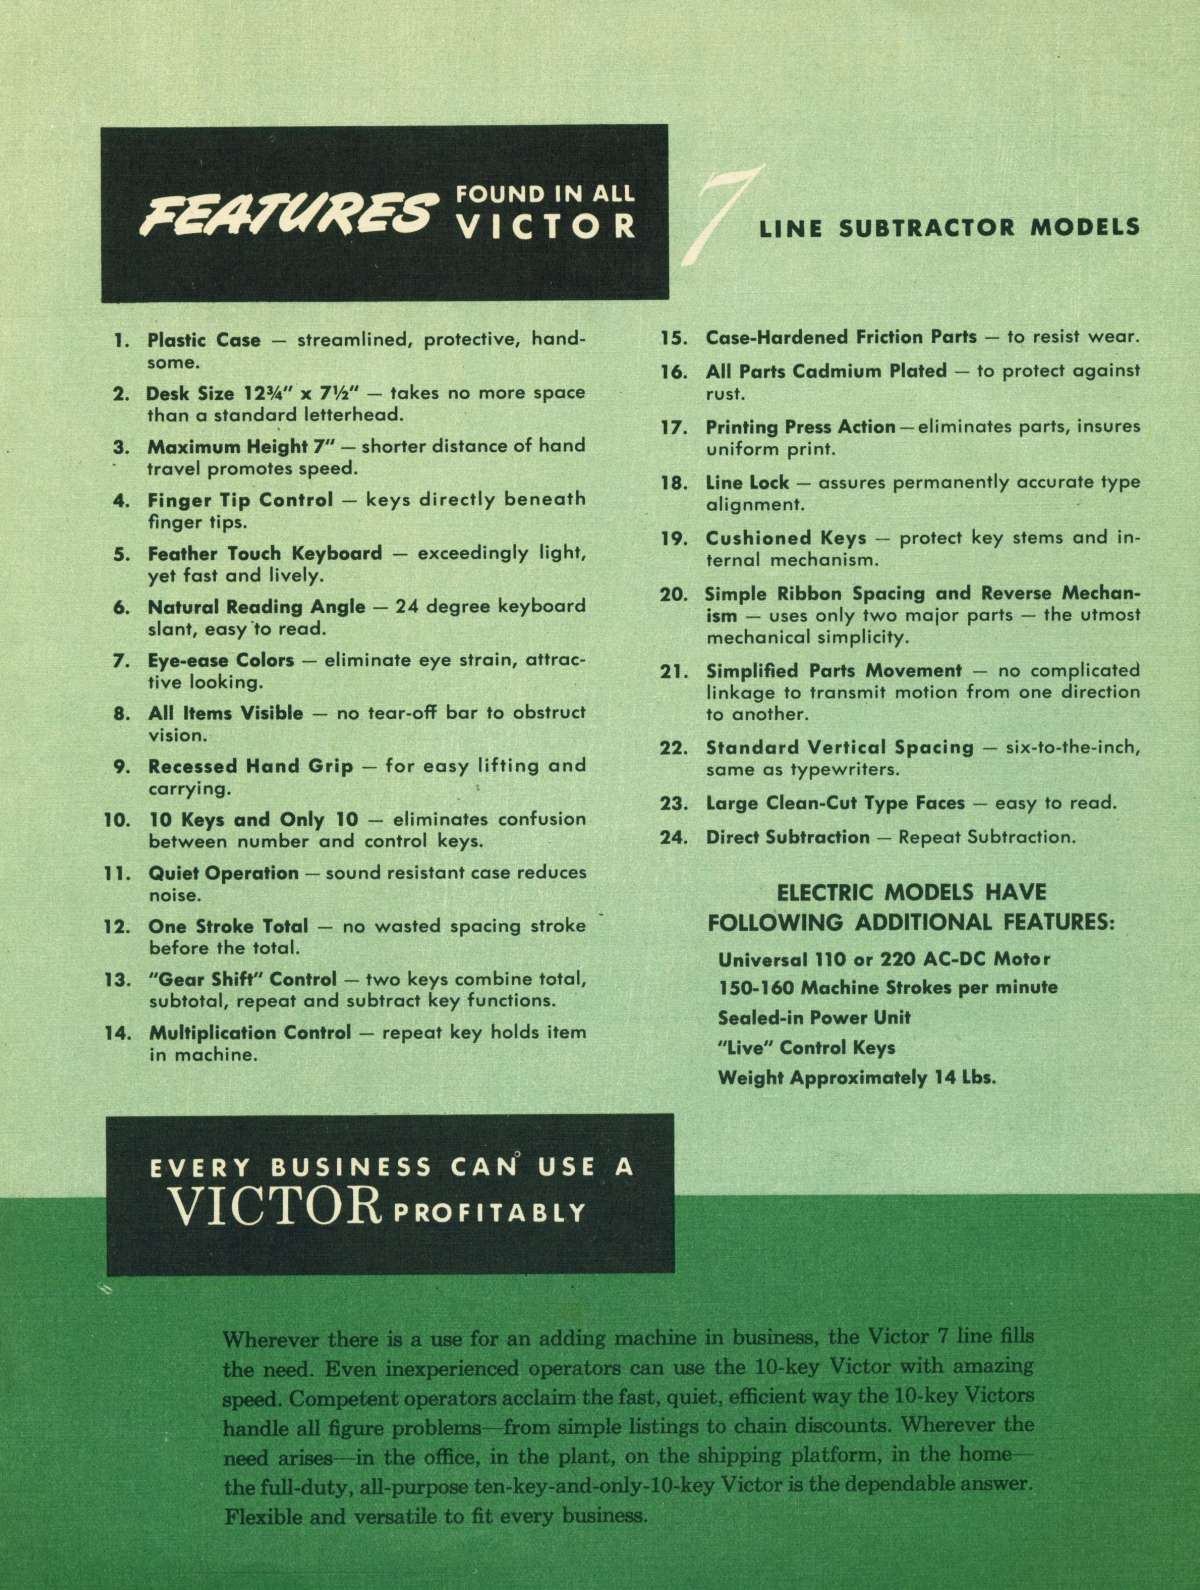 FEATURES FOUND IN ALL
VICTOR
7 LINE SUBTRACTOR MODELS
1. Plastic Case — streamlined, protective, hand-
some.
2. Desk Size 12¾" x 7½" — takes no more space
than a standard letterhead.
3. Maximum Height 7" — shorter distance of hand
travel promotes speed.
4. Finger Tip Control — keys directly beneath
finger tips.
5. Feather Touch Keyboard — exceedingly light,
yet fast and lively.
6. Natural Reading Angle — 24 degree keyboard
slant, easy to read.
7. Eye-ease Colors — eliminate eye strain, attrac-
tive looking.
8. All Items Visible — no tear-off bar to obstruct
vision.
9. Recessed Hand Grip — for easy lifting and
carrying.
10. 10 Keys and Only 10 — eliminates confusion
between number and control keys.
11. Quiet Operation — sound resistant case reduces
noise.
12. One Stroke Total — no wasted spacing stroke
before the total.
13. "Gear Shift" Control — two keys combine total,
subtotal, repeat and subtract key functions.
14. Multiplication Control — repeat key holds item
in machine.
15. Case-Hardened Friction Parts — to resist wear.
16. All Parts Cadmium Plated — to protect against
rust.
17. Printing Press Action — eliminates parts, insures
uniform print.
18. Line Lock — assures permanently accurate type
alignment.
19. Cushioned Keys — protect key stems and in-
ternal mechanism.
20. Simple Ribbon Spacing and Reverse Mechan-
ism — uses only two major parts — the utmost
mechanical simplicity.
21. Simplified Parts Movement — no complicated
linkage to transmit motion from one direction
to another.
22. Standard Vertical Spacing — six-to-the-inch,
same as typewriters.
23. Large Clean-Cut Type Faces — easy to read.
24. Direct Subtraction — Repeat Subtraction.
ELECTRIC MODELS HAVE
FOLLOWING ADDITIONAL FEATURES:
Universal 110 or 220 AC-DC Motor
150-160 Machine Strokes per minute
Sealed-in Power Unit
"Live" Control Keys
Weight Approximately 14 Lbs.
EVERY BUSINESS CAN USE A
VICTOR PROFITABLY
Wherever there is a use for an adding machine in business, the Victor 7 line fills
the need. Even inexperienced operators can use the 10-key Victor with amazing
speed. Competent operators acclaim the fast, quiet, efficient way the 10-key Victors
handle all figure problems—from simple listings to chain discounts. Wherever the
need arises—in the office, in the plant, on the shipping platform, in the home—
the full-duty, all-purpose ten-key-and-only-10-key Victor is the dependable answer.
Flexible and versatile to fit every business.